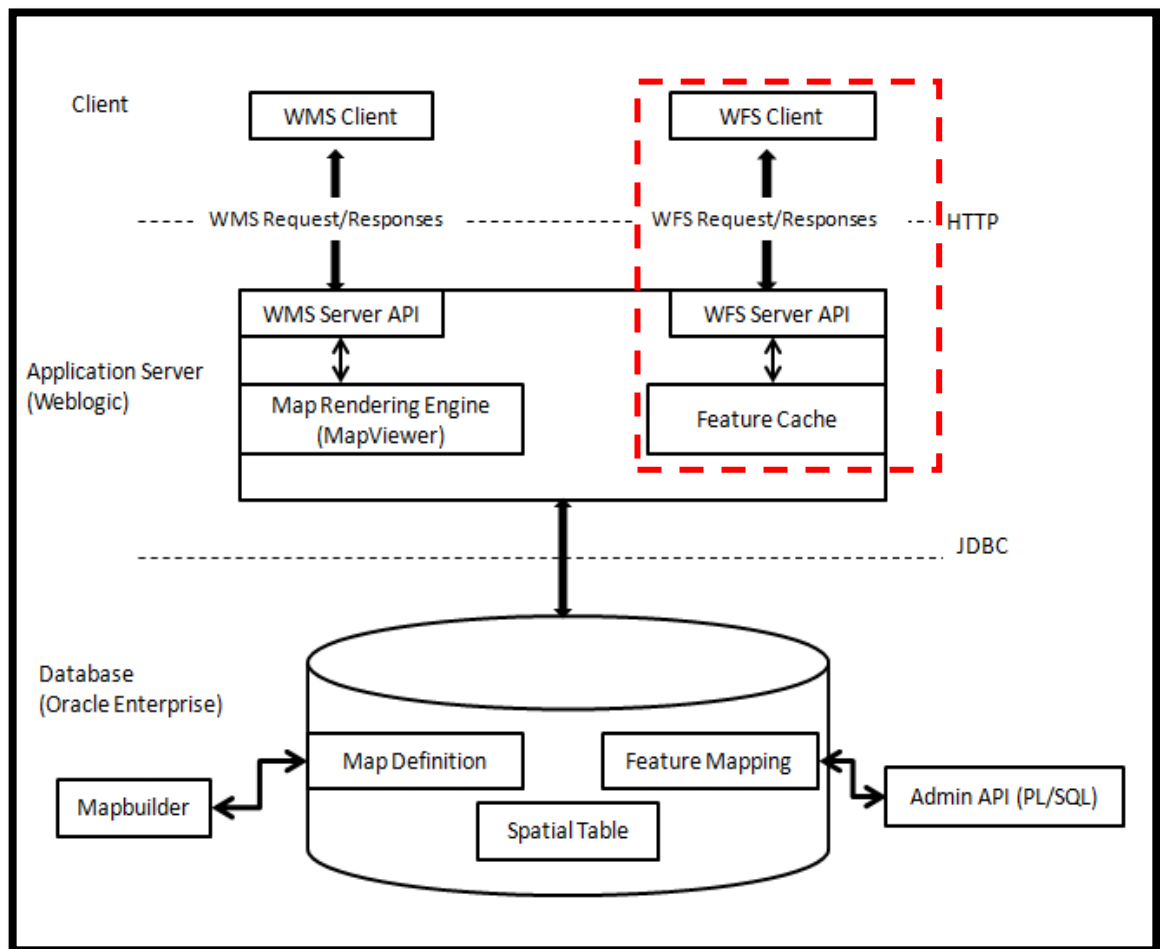 Client
WMS Client
WFS Client
WMS Request/Responses
WFS Request/Responses
HTTP
WMS Server API
WFS Server API
Application Server
(Weblogic)
Map Rendering Engine
(MapViewer)
Feature Cache
JDBC
Database
(Oracle Enterprise)
Map Definition
Feature Mapping
Mapbuilder
Admin API (PL/SQL)
Spatial Table